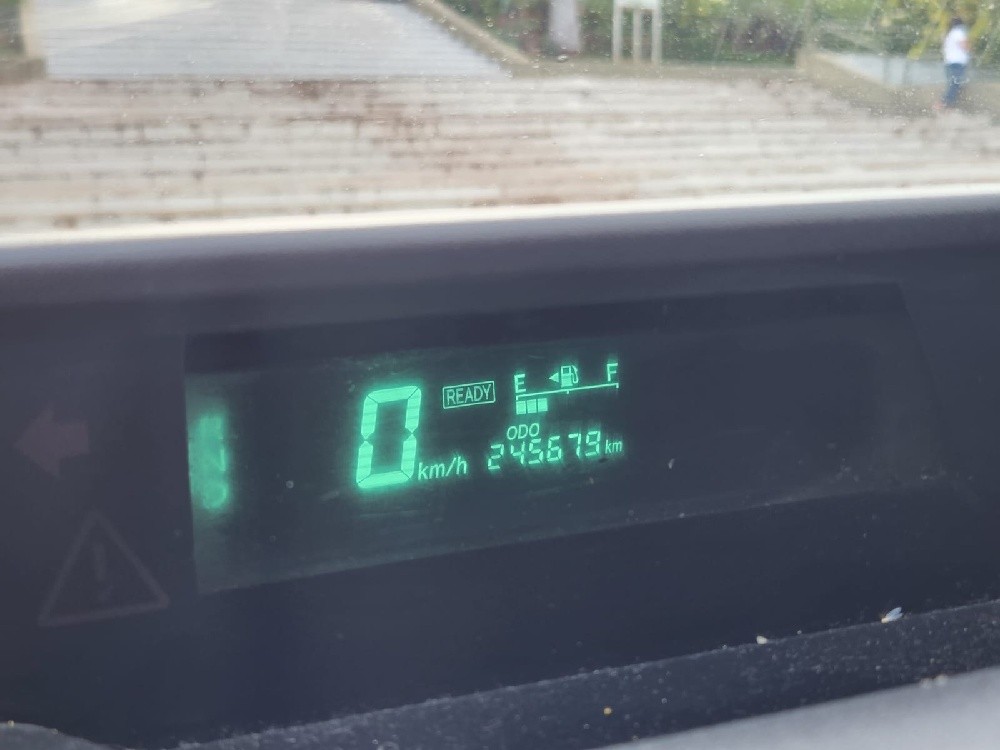 0 km/h
READY
E F
ODO
245679 km